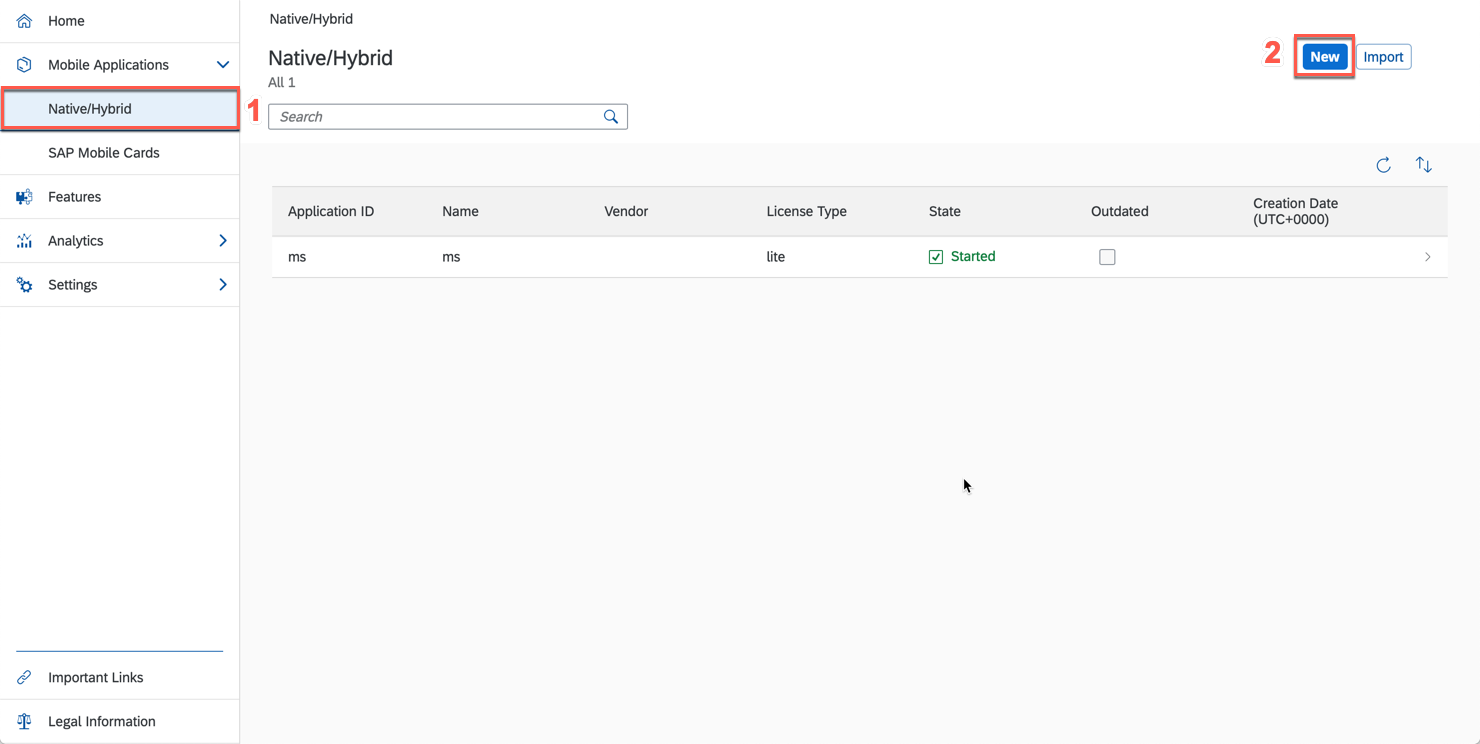 Home
Mobile Applications
Native/Hybrid
1
SAP Mobile Cards
Features
Analytics
Settings
Important Links
Legal Information
Native/Hybrid
Native/Hybrid
All 1
Search
2
New
Import
Application ID
Name
Vendor
License Type
State
Outdated
Creation Date
(UTC+0000)
ms
ms
lite
Started